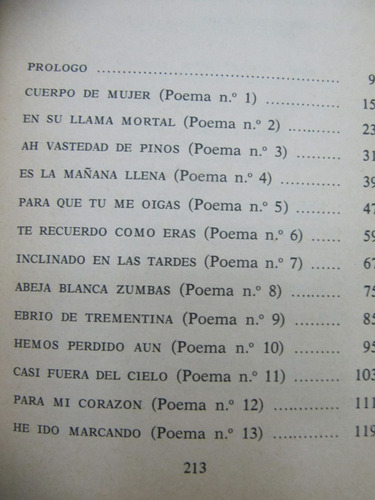 PROLOGO ........ 9
CUERPO DE MUJER (Poema n.º 1) ........ 15
EN SU LLAMA MORTAL (Poema n.º 2) ........ 23
AH VASTEDAD DE PINOS (Poema n.º 3) ........ 31
ES LA MAÑANA LLENA (Poema n.º 4) ........ 39
PARA QUE TU ME OIGAS (Poema n.º 5) ........ 47
TE RECUERDO COMO ERAS (Poema n.º 6) ........ 59
INCLINADO EN LAS TARDES (Poema n.º 7) ........ 67
ABEJA BLANCA ZUMBAS (Poema n.º 8) ........ 75
EBRIO DE TREMENTINA (Poema n.º 9) ........ 85
HEMOS PERDIDO AUN (Poema n.º 10) ........ 95
CASI FUERA DEL CIELO (Poema n.º 11) ........ 103
PARA MI CORAZON (Poema n.º 12) ........ 111
HE IDO MARCANDO (Poema n.º 13) ........ 119
213